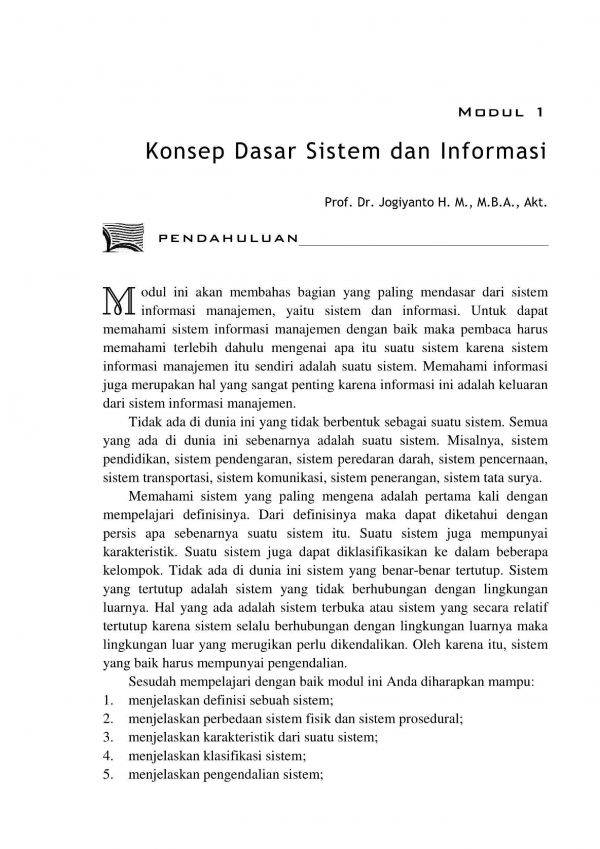 Modul 1
Konsep Dasar Sistem dan Informasi
Prof. Dr. Jogiyanto H. M., M.B.A., Akt.
PENDAHULUAN
Modul ini akan membahas bagian yang paling mendasar dari sistem
informasi manajemen, yaitu sistem dan informasi. Untuk dapat
memahami sistem informasi manajemen dengan baik maka pembaca harus
memahami terlebih dahulu mengenai apa itu suatu sistem karena sistem
informasi manajemen itu sendiri adalah suatu sistem. Memahami informasi
juga merupakan hal yang sangat penting karena informasi ini adalah keluaran
dari sistem informasi manajemen.
Tidak ada di dunia ini yang tidak berbentuk sebagai suatu sistem. Semua
yang ada di dunia ini sebenarnya adalah suatu sistem. Misalnya, sistem
pendidikan, sistem pendengaran, sistem peredaran darah, sistem pencernaan,
sistem transportasi, sistem komunikasi, sistem penerangan, sistem tata surya.
Memahami sistem yang paling mengena adalah pertama kali dengan
mempelajari definisinya. Dari definisinya maka dapat diketahui dengan
persis apa sebenarnya suatu sistem itu. Suatu sistem juga mempunyai
karakteristik. Suatu sistem juga dapat diklasifikasikan ke dalam beberapa
kelompok. Tidak ada di dunia ini sistem yang benar-benar tertutup. Sistem
yang tertutup adalah sistem yang tidak berhubungan dengan lingkungan
luarnya. Hal yang ada adalah sistem terbuka atau sistem yang secara relatif
tertutup karena sistem selalu berhubungan dengan lingkungan luarnya maka
lingkungan luar yang merugikan perlu dikendalikan. Oleh karena itu, sistem
yang baik harus mempunyai pengendalian.
Sesudah mempelajari dengan baik modul ini Anda diharapkan mampu:
1. menjelaskan definisi sebuah sistem;
2. menjelaskan perbedaan sistem fisik dan sistem prosedural;
3. menjelaskan karakteristik dari suatu sistem;
4. menjelaskan klasifikasi sistem;
5. menjelaskan pengendalian sistem;